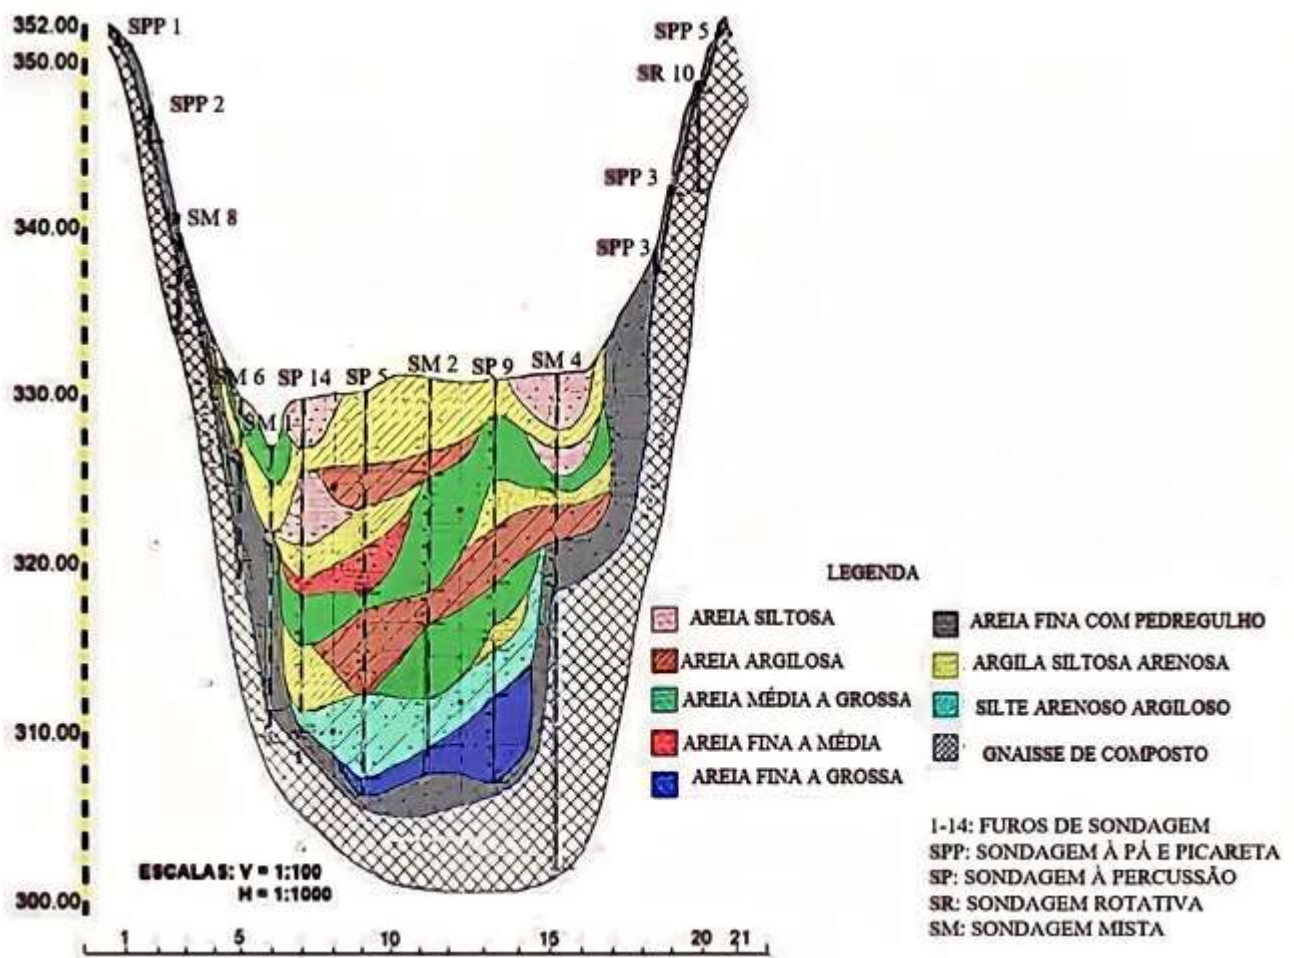 352.00
350.00
340.00
330.00
320.00
310.00
300.00
SPP 1
SPP 2
SM 8
SM 6
SP 14
SP 5
SM 2
SP 9
SM 4
SM 1
SPP 5
SR 10
SPP 3
SPP 3
ESCALAS: V = 1:100
H = 1:1000
1 5 10 15 20 21
LEGENDA
AREIA SILTOSA
AREIA ARGILOSA
AREIA MÉDIA A GROSSA
AREIA FINA A MÉDIA
AREIA FINA A GROSSA
AREIA FINA COM PEDREGULHO
ARGILA SILTOSA ARENOSA
SILTE ARENOSO ARGILOSO
GNAISSE DE COMPOSTO
1-14: FUROS DE SONDAGEM
SPP: SONDAGEM À PÁ E PICARETA
SP: SONDAGEM À PERCUSSÃO
SR: SONDAGEM ROTATIVA
SM: SONDAGEM MISTA